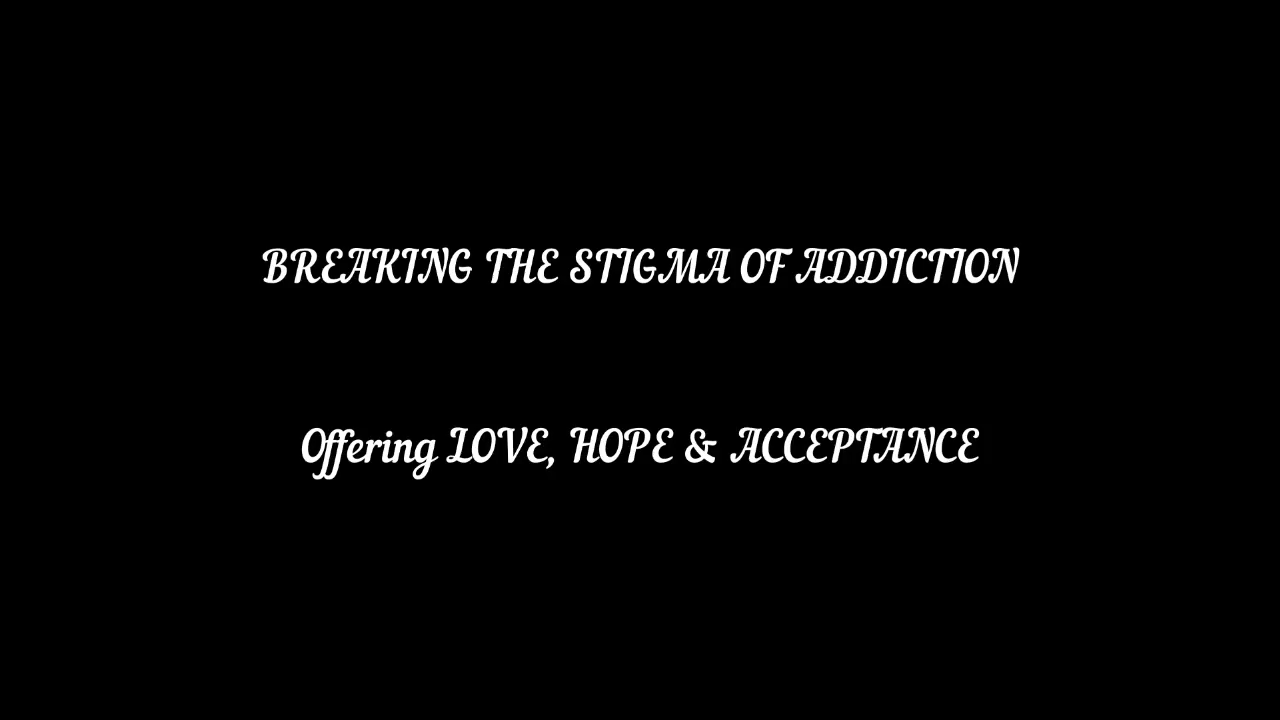 BREAKING THE STIGMA OF ADDICTION
Offering LOVE, HOPE & ACCEPTANCE